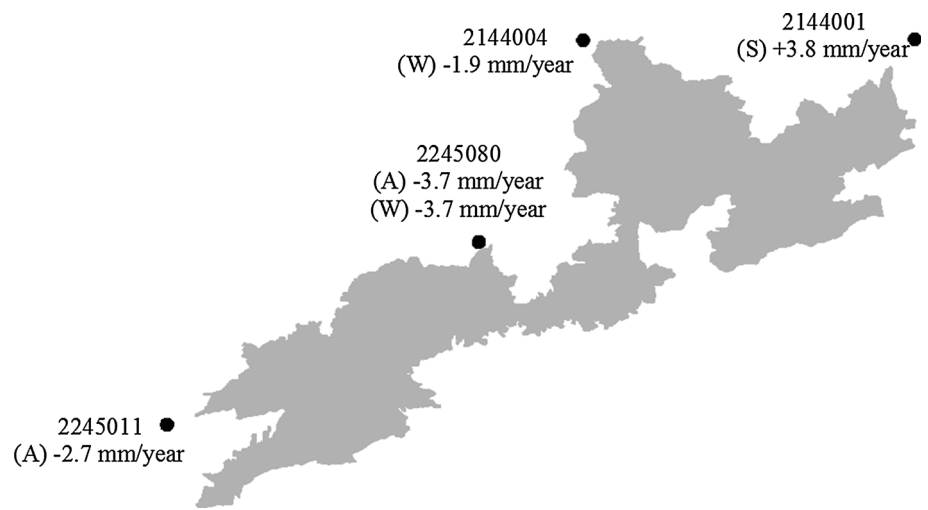 2144001
(S) +3.8 mm/year
2144004
(W) -1.9 mm/year
2245080
(A) -3.7 mm/year
(W) -3.7 mm/year
2245011
(A) -2.7 mm/year